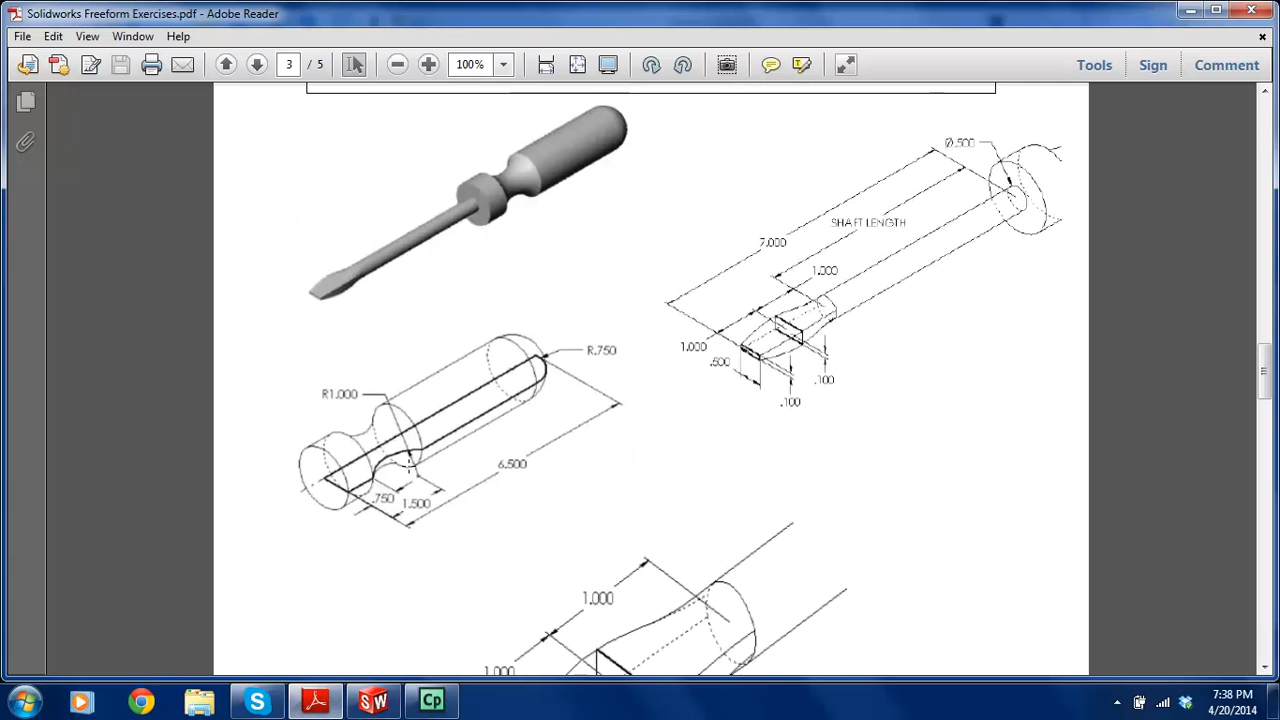 Solidworks Freeform Exercises.pdf - Adobe Reader
File Edit View Window Help
3 / 5 100% Tools Sign Comment
Ø.500
SHAFT LENGTH
7.000
1.000
1.000
.500
.100
.100
R.750
R1.000
6.500
.750
1.500
1.000
1.000
7:38 PM
4/20/2014